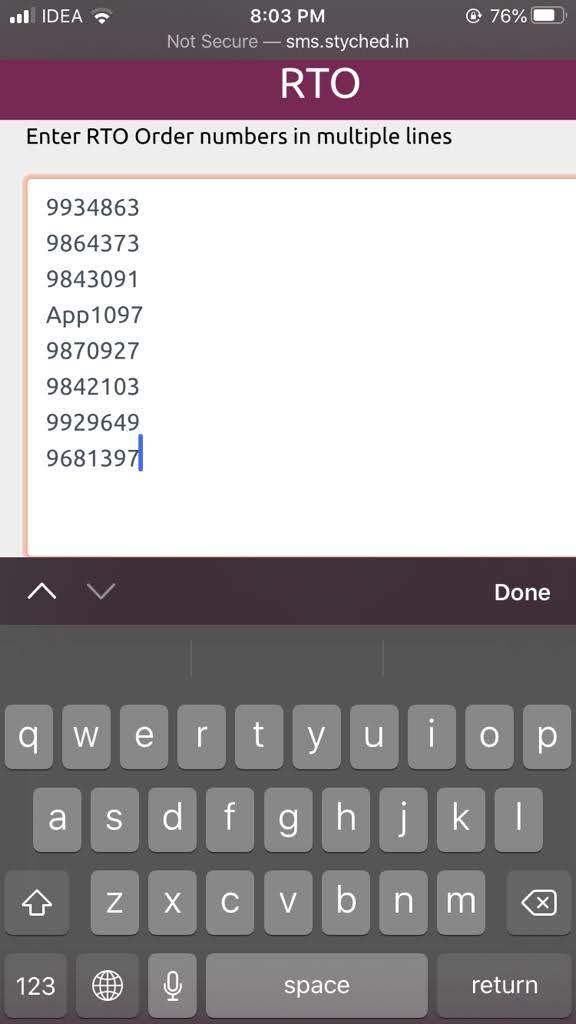 IDEA 8:03 PM 76%
Not Secure — sms.styched.in
RTO
Enter RTO Order numbers in multiple lines
9934863
9864373
9843091
App1097
9870927
9842103
9929649
9681397
Done
q w e r t y u i o p
a s d f g h j k l
z x c v b n m
123 space return